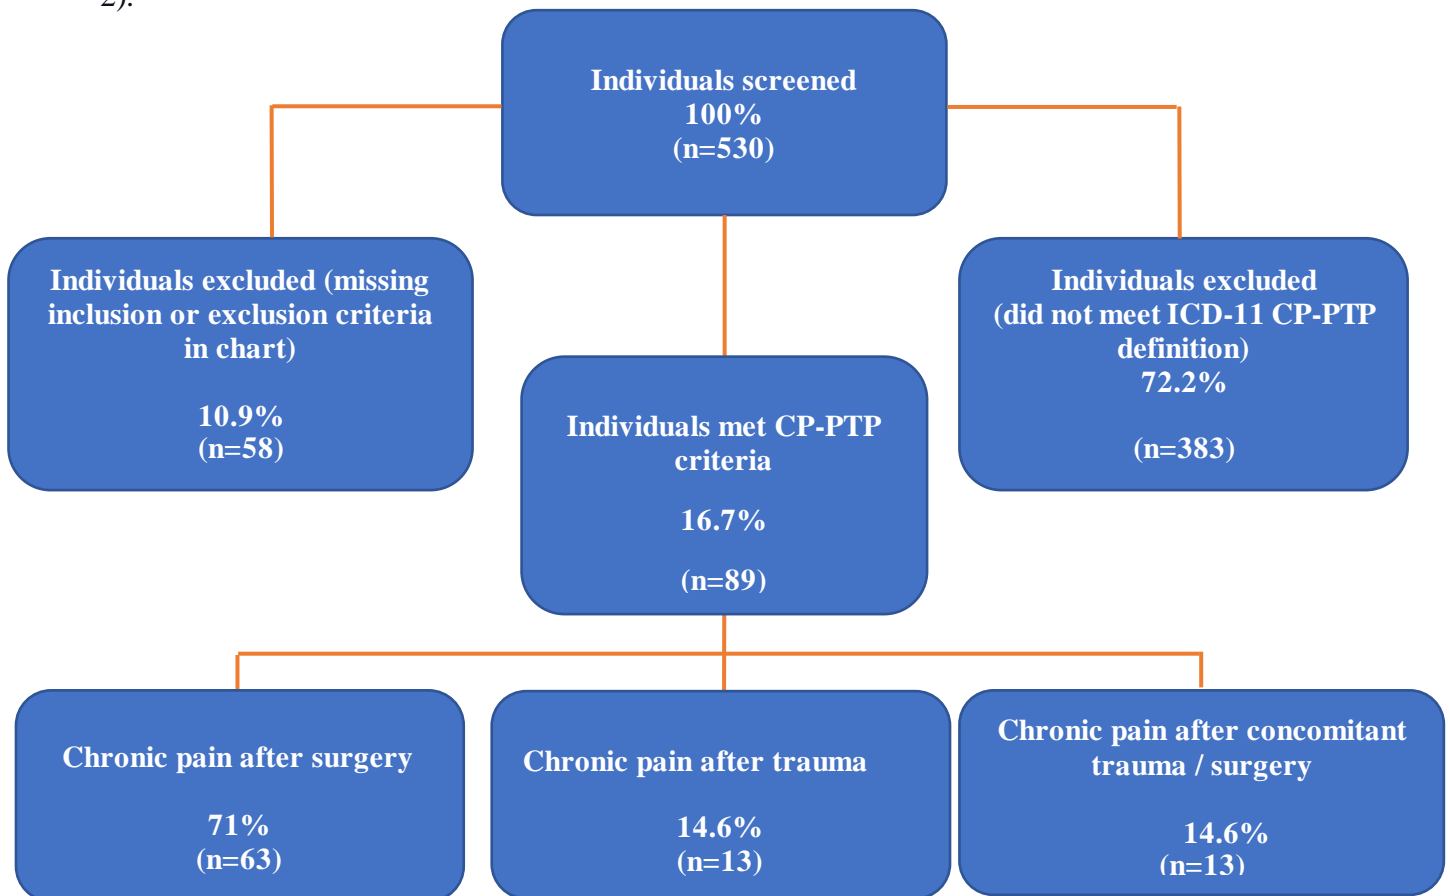 2).
Individuals screened
100%
(n=530)
Individuals excluded (missing
inclusion or exclusion criteria
in chart)
10.9%
(n=58)
Individuals met CP-PTP
criteria
16.7%
(n=89)
Individuals excluded
(did not meet ICD-11 CP-PTP
definition)
72.2%
(n=383)
Chronic pain after surgery
71%
(n=63)
Chronic pain after trauma
14.6%
(n=13)
Chronic pain after concomitant
trauma / surgery
14.6%
(n=13)